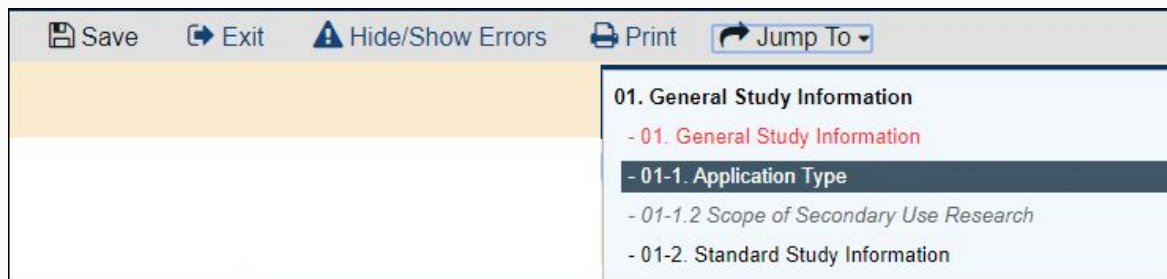 Save Exit Hide/Show Errors Print Jump To
01. General Study Information
- 01. General Study Information
- 01-1. Application Type
- 01-1.2 Scope of Secondary Use Research
- 01-2. Standard Study Information